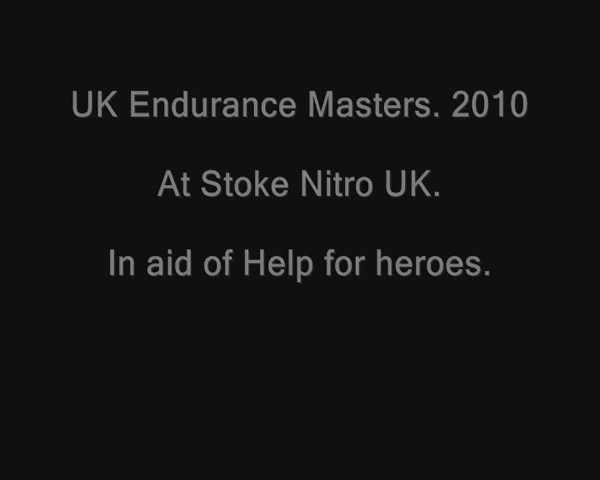 UK Endurance Masters. 2010
At Stoke Nitro UK.
In aid of Help for heroes.